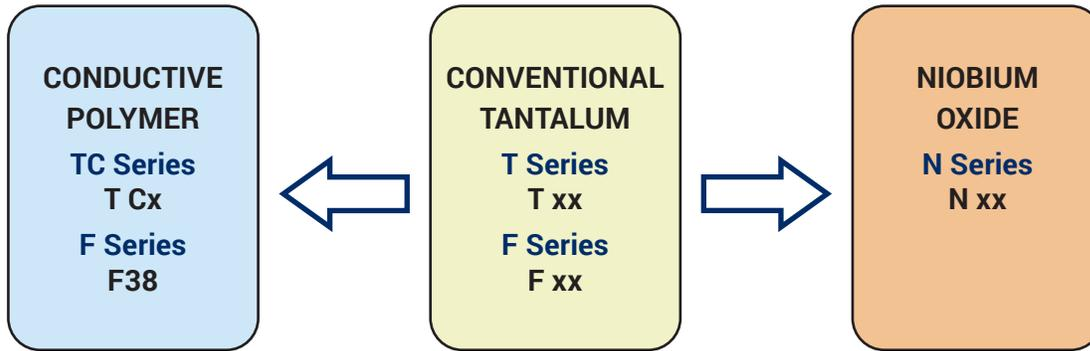 CONDUCTIVE
POLYMER
TC Series
T Cx
F Series
F38
CONVENTIONAL
TANTALUM
T Series
T xx
F Series
F xx
NIOBIUM
OXIDE
N Series
N xx